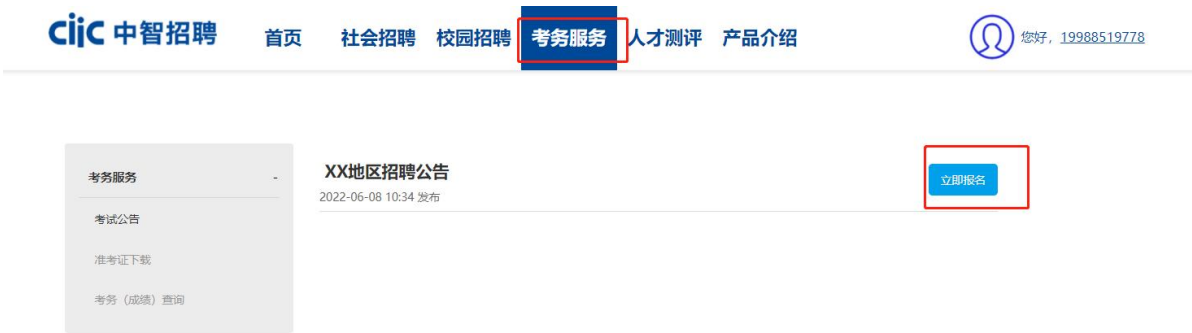 ciic 中智招聘 首页 社会招聘 校园招聘 考务服务 人才测评 产品介绍 您好，19988519778
考务服务 -
考试公告
准考证下载
考务（成绩）查询
XX地区招聘公告
2022-06-08 10:34 发布
立即报名